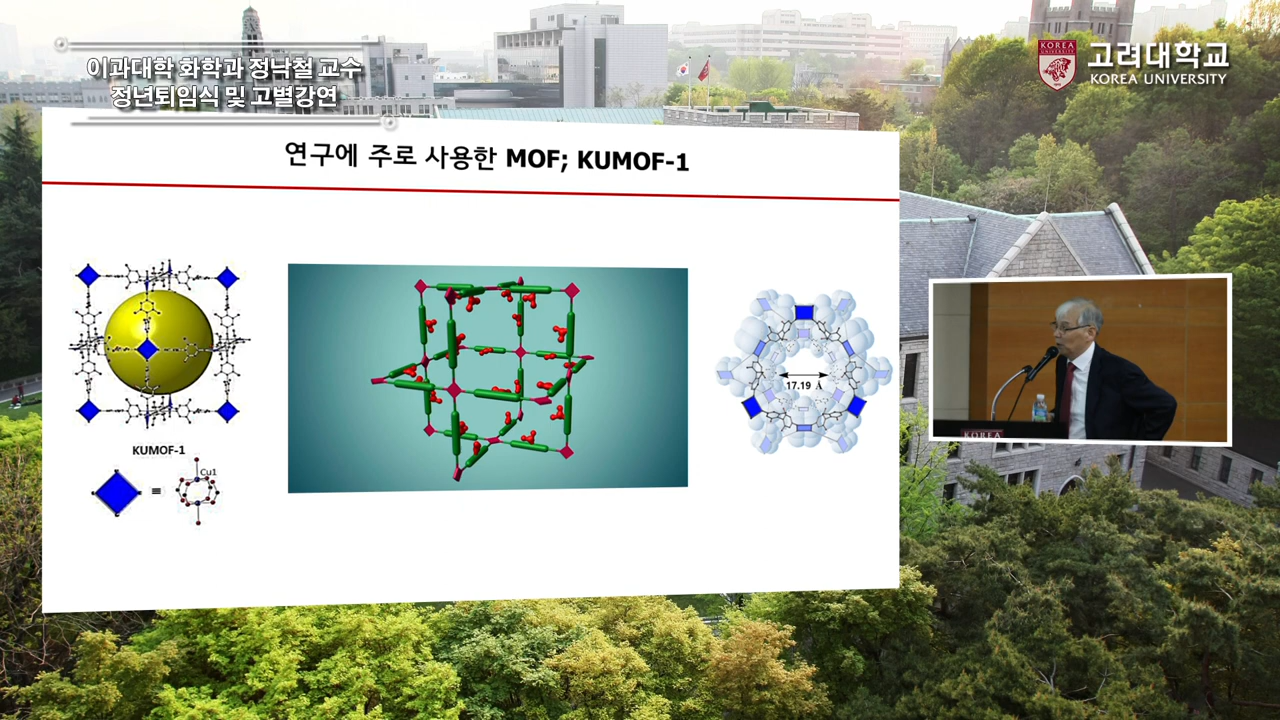 이과대학 화학과 정낙철 교수
정년퇴임식 및 고별강연
KOREA
UNIVERSITY
고려대학교
KOREA UNIVERSITY
연구에 주로 사용한 MOF; KUMOF-1
KUMOF-1
Cu1
17.19 Å
KOREA